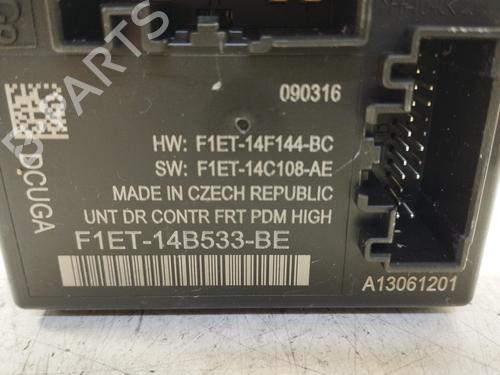 090316
HW: F1ET-14F144-BC
SW: F1ET-14C108-AE
MADE IN CZECH REPUBLIC
UNT DR CONTR FRT PDM HIGH
F1ET-14B533-BE
A13061201
DCUGA